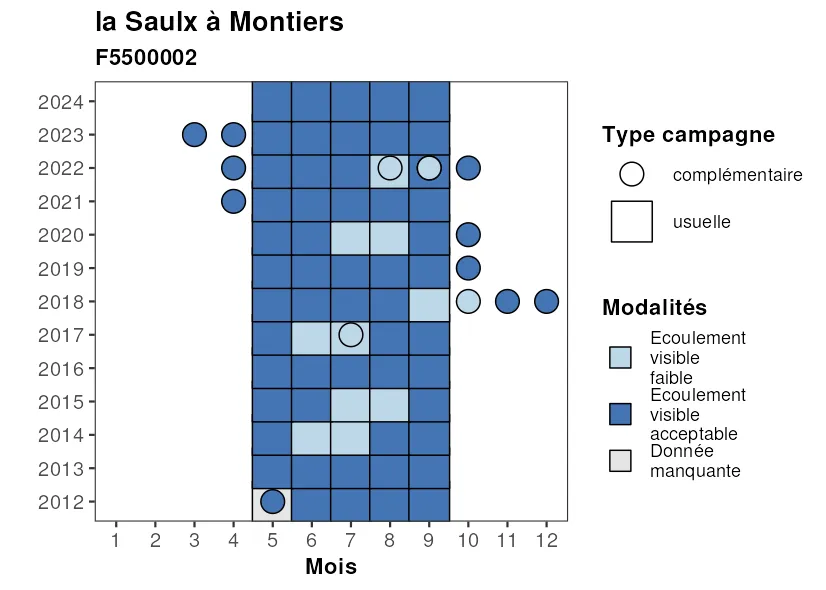 la Saulx à Montiers
F5500002
2024
2023
2022
2021
2020
2019
2018
2017
2016
2015
2014
2013
2012
1 2 3 4 5 6 7 8 9 10 11 12
Mois
Type campagne
complémentaire
usuelle
Modalités
Ecoulement
visible
faible
Ecoulement
visible
acceptable
Donnée
manquante